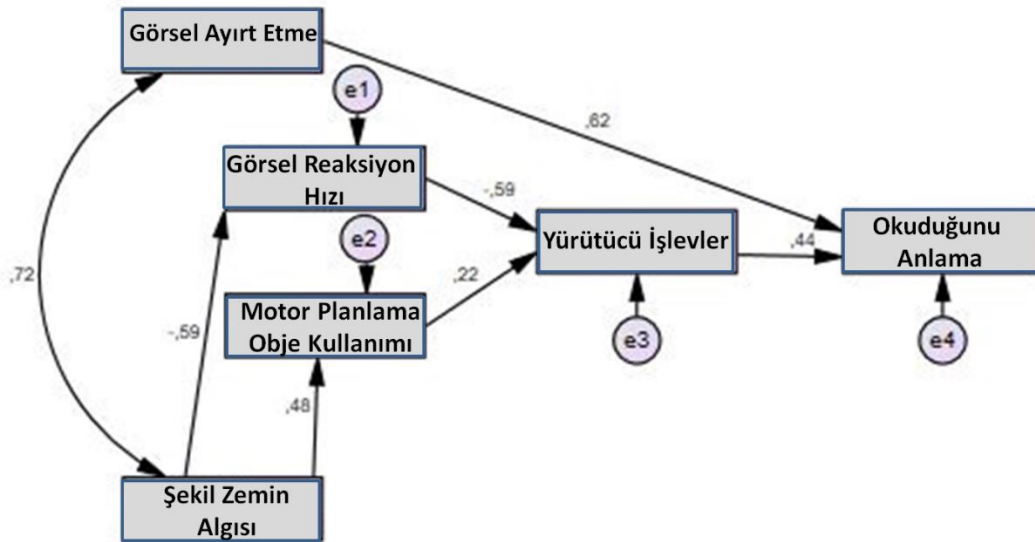 Görsel Ayırt Etme
e1
,62
Görsel Reaksiyon
Hızı
-,59
e2
Yürütücü İşlevler
Okuduğunu
Anlama
,44
,72
,22
Motor Planlama
Obje Kullanımı
-,59
e3
e4
,48
Şekil Zemin
Algısı